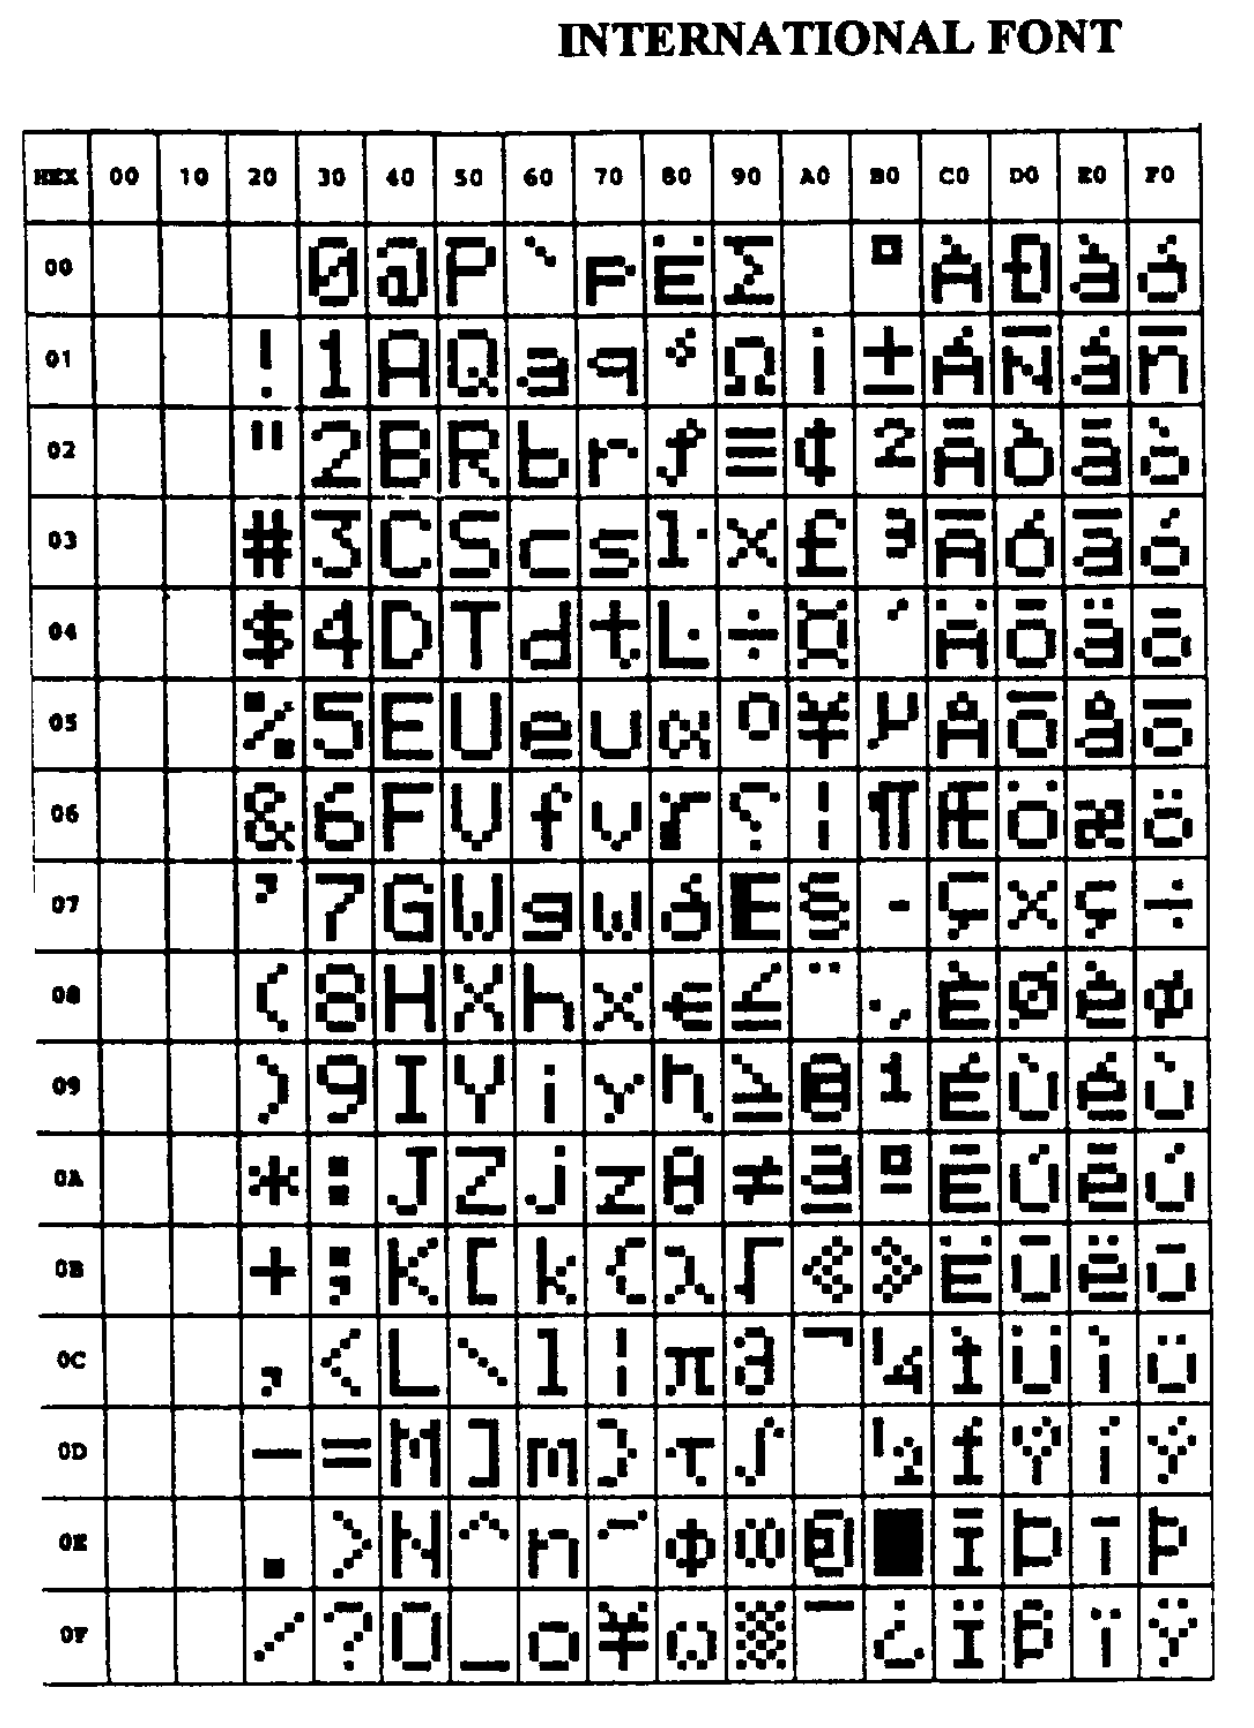 INTERNATIONAL FONT
HEX 00 10 20 30 40 50 60 70 80 90 A0 B0 C0 D0 E0 F0
00 0 @ P ` Ë Σ ° À Ð à
01 ! 1 A Q a q Ω ¡ ± Á Ñ á ñ
02 " 2 B R b r ƒ ≡ ¢ ² Ò ò
03 # 3 C S c s × £ ³ Ã Ó ã ó
04 $ 4 D T d t ÷ ¤ ´ Ä ä
05 % 5 E U e u α ¥ µ Å Õ å õ
06 & 6 F V f v ¦ ¶ Æ Ö æ ö
07 ' 7 G W g w § · Ç × ç ÷
08 ( 8 H X h x ∈ ≤ ¨ È Ø è ø
09 ) 9 I Y i y η ≥ ¹ É Ù é ù
0A * : J Z j z θ ≠ ª º Ê Ú ê ú
0B + ; K [ k { λ « » Ë ë
0C , < L \ l ¦ π ¼ Ü ü
0D - = M ] m } τ ½ Ý í ý
0E . > N ^ n Φ Þ þ
0F / ? O _ o ¥ ω ¿ Ï ß ï ÿ